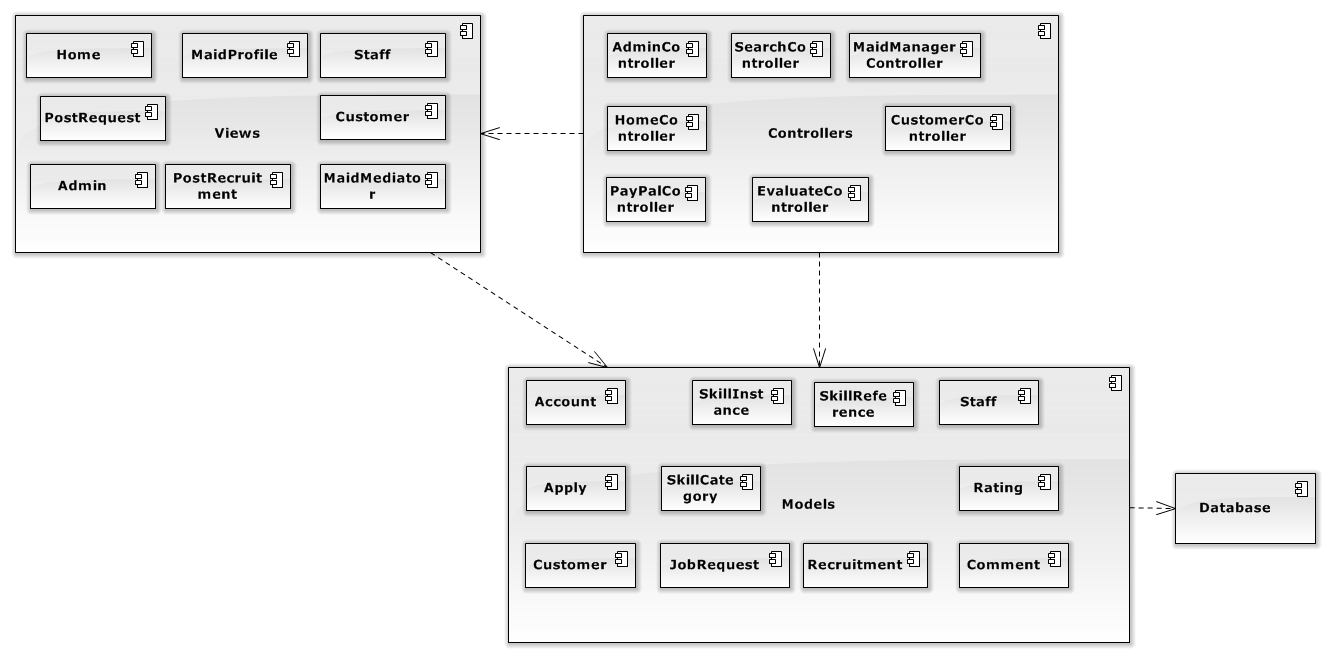 Home
MaidProfile
Staff
PostRequest
Customer
Views
Admin
PostRecruit
ment
MaidMediato
r
AdminCo
ntroller
SearchCo
ntroller
MaidManager
Controller
HomeCo
ntroller
Controllers
CustomerCo
ntroller
PayPalCo
ntroller
EvaluateCo
ntroller
Account
SkillInst
ance
SkillRefe
rence
Staff
Apply
SkillCate
gory
Models
Rating
Customer
JobRequest
Recruitment
Comment
Database